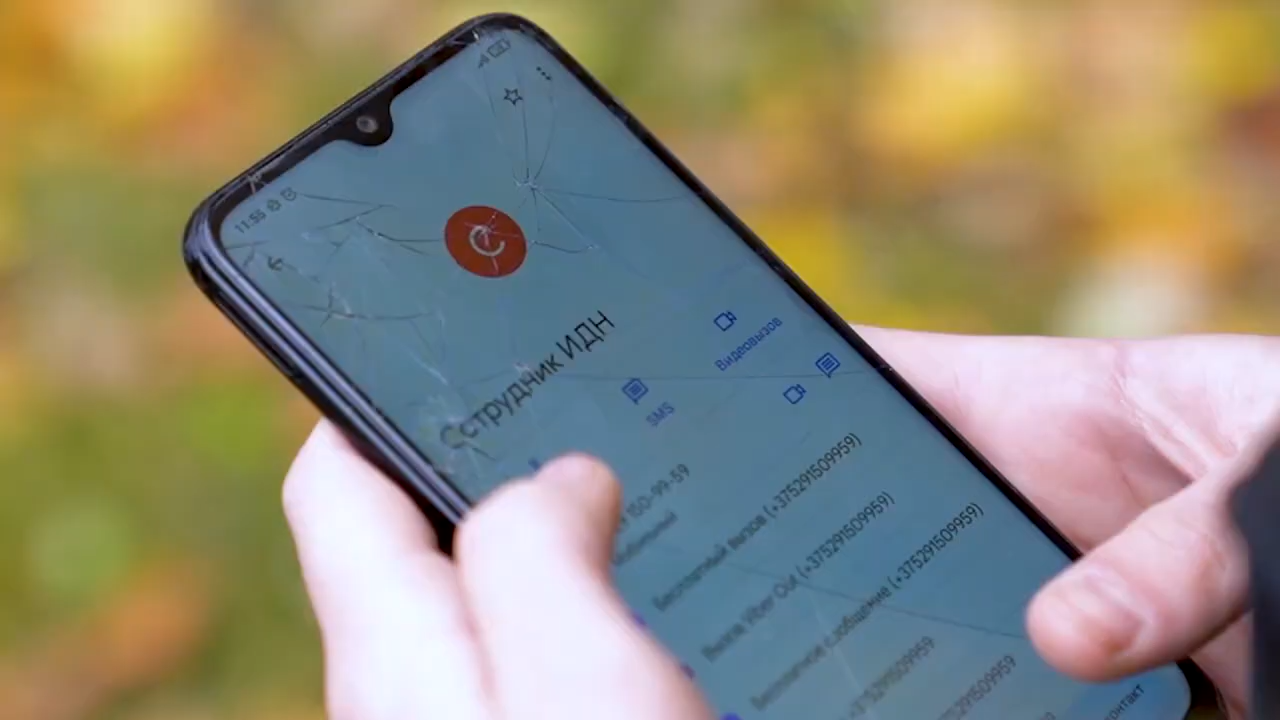 11:55
С
Сотрудник ИДН
SMS
Видеовызов
150-99-59
Бесплатный вызов (+375291509959)
Вызов Viber Out (+375291509959)
Бесплатное сообщение (+375291509959)
+375291509959
+375291509959